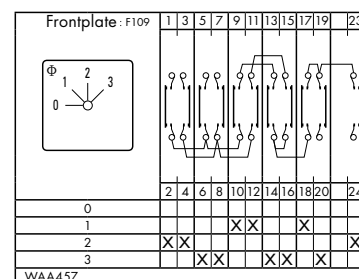 Frontplate : F109 1 3 5 7 9 11 13 15 17 19 23
Φ
1 2 3
0
2 4 6 8 10 12 14 16 18 20 24
0
1 X X X
2 X X X
3 X X X X X
WAA457